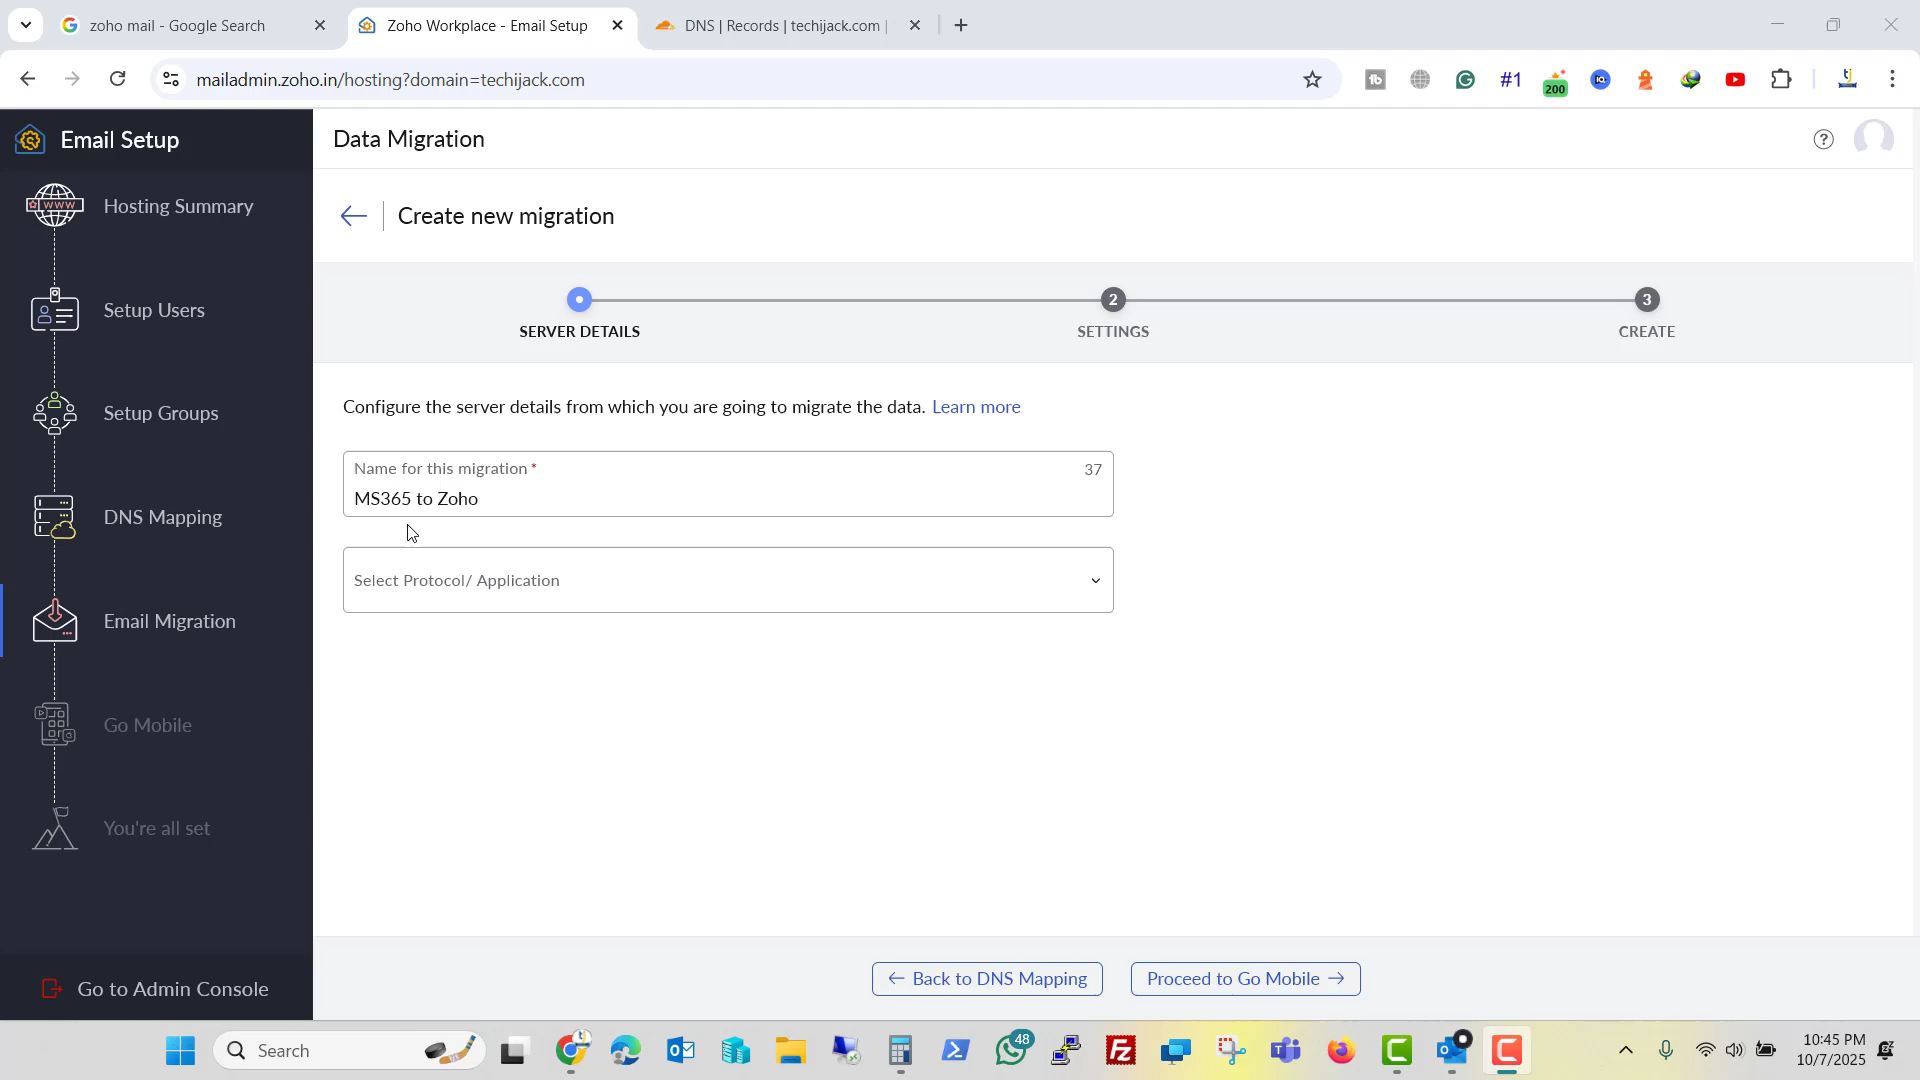 zoho mail - Google Search
Zoho Workplace - Email Setup
DNS | Records | techijack.com |
mailadmin.zoho.in/hosting?domain=techijack.com
#1
200
Email Setup
Data Migration
Hosting Summary
Create new migration
Setup Users
2
3
SERVER DETAILS
SETTINGS
CREATE
Setup Groups
Configure the server details from which you are going to migrate the data. Learn more
Name for this migration *
37
MS365 to Zoho
DNS Mapping
Select Protocol/ Application
Email Migration
Go Mobile
You're all set
Go to Admin Console
← Back to DNS Mapping
Proceed to Go Mobile →
Search
48
10:45 PM
10/7/2025